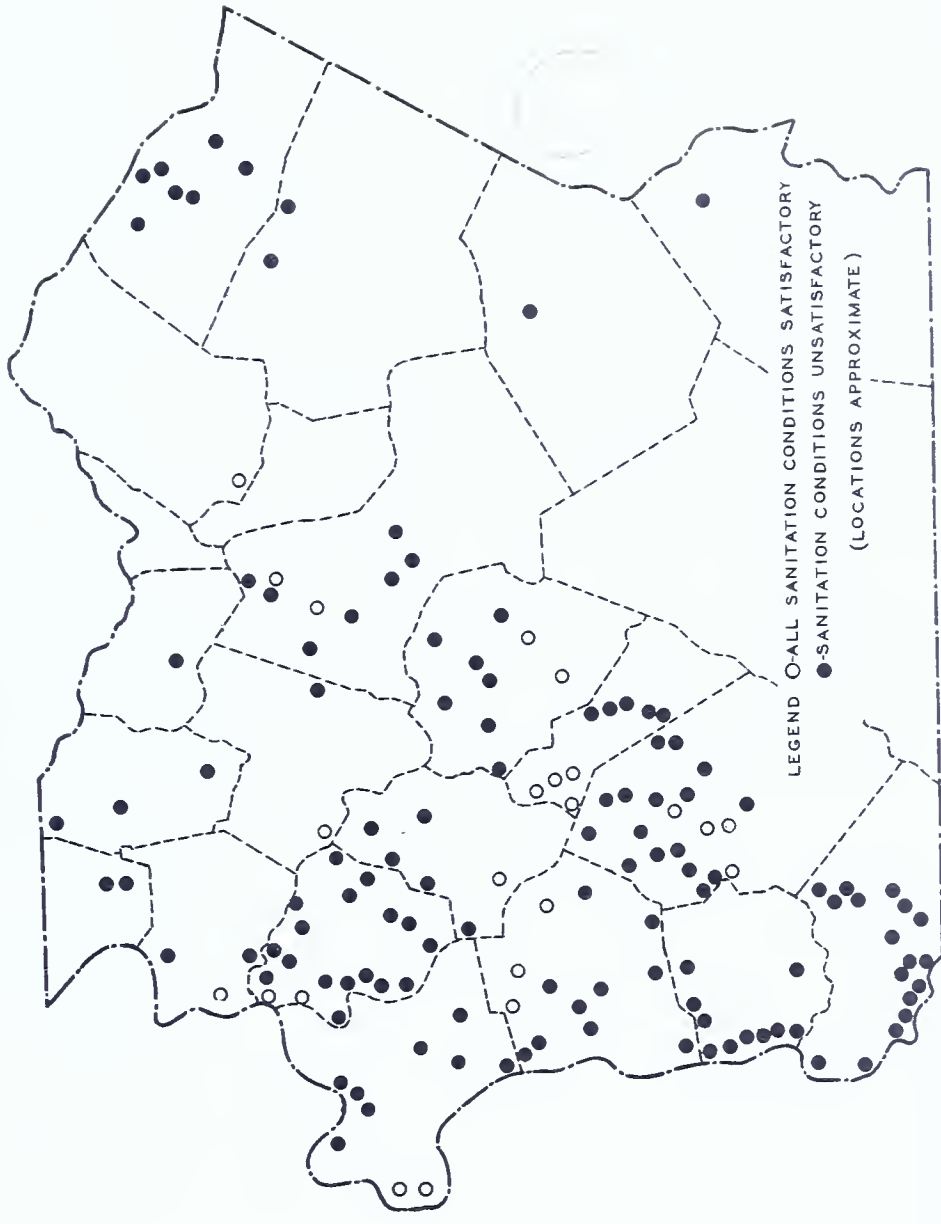 LEGEND O-ALL SANITATION CONDITIONS SATISFACTORY
●-SANITATION CONDITIONS UNSATISFACTORY
(LOCATIONS APPROXIMATE)